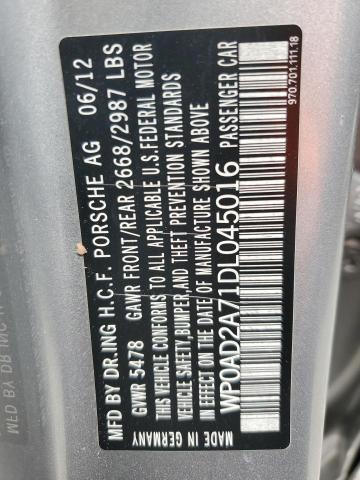 MFD BY DR.ING H.C.F. PORSCHE AG 06/12
GVWR 5478 GAWR FRONT/REAR 2668/2987 LBS
THIS VEHICLE CONFORMS TO ALL APPLICABLE U.S.FEDERAL MOTOR
VEHICLE SAFETY,BUMPER,AND THEFT PREVENTION STANDARDS
IN EFFECT ON THE DATE OF MANUFACTURE SHOWN ABOVE
WP0AD2A71DL045016 PASSENGER CAR
MADE IN GERMANY
970.701.111.18